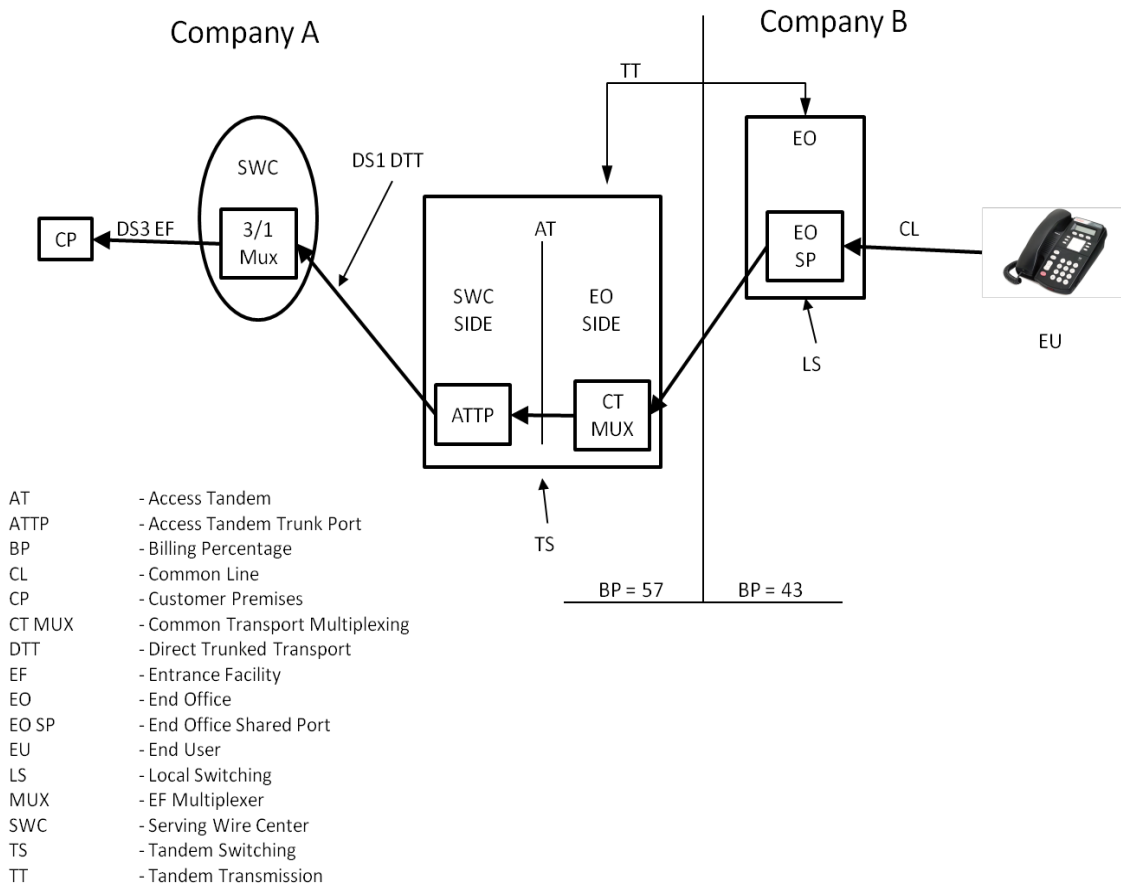 Company A
Company B
TT
EO
SWC
DS1 DTT
AT
CP
DS3 EF
3/1
Mux
EO
SP
CL
SWC
SIDE
EO
SIDE
EU
LS
ATTP
CT
MUX
TS
BP = 57
BP = 43
AT - Access Tandem
ATTP - Access Tandem Trunk Port
BP - Billing Percentage
CL - Common Line
CP - Customer Premises
CT MUX - Common Transport Multiplexing
DTT - Direct Trunked Transport
EF - Entrance Facility
EO - End Office
EO SP - End Office Shared Port
EU - End User
LS - Local Switching
MUX - EF Multiplexer
SWC - Serving Wire Center
TS - Tandem Switching
TT - Tandem Transmission